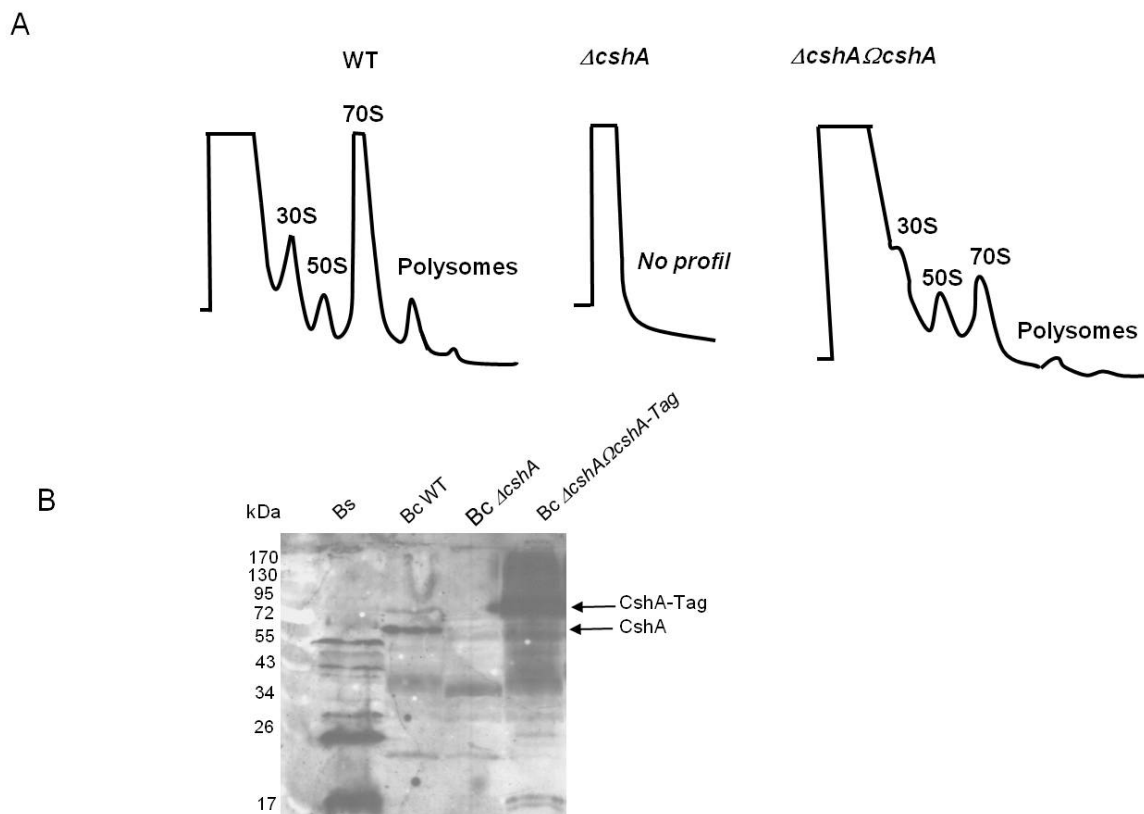 A
WT
ΔcshA
ΔcshAΩcshA
70S
30S
50S
Polysomes
No profil
30S
50S
70S
Polysomes
B
kDa
Bs
Bc WT
Bc ΔcshA
Bc ΔcshAΩcshA-Tag
170
130
95
72
55
43
34
26
17
CshA-Tag
CshA